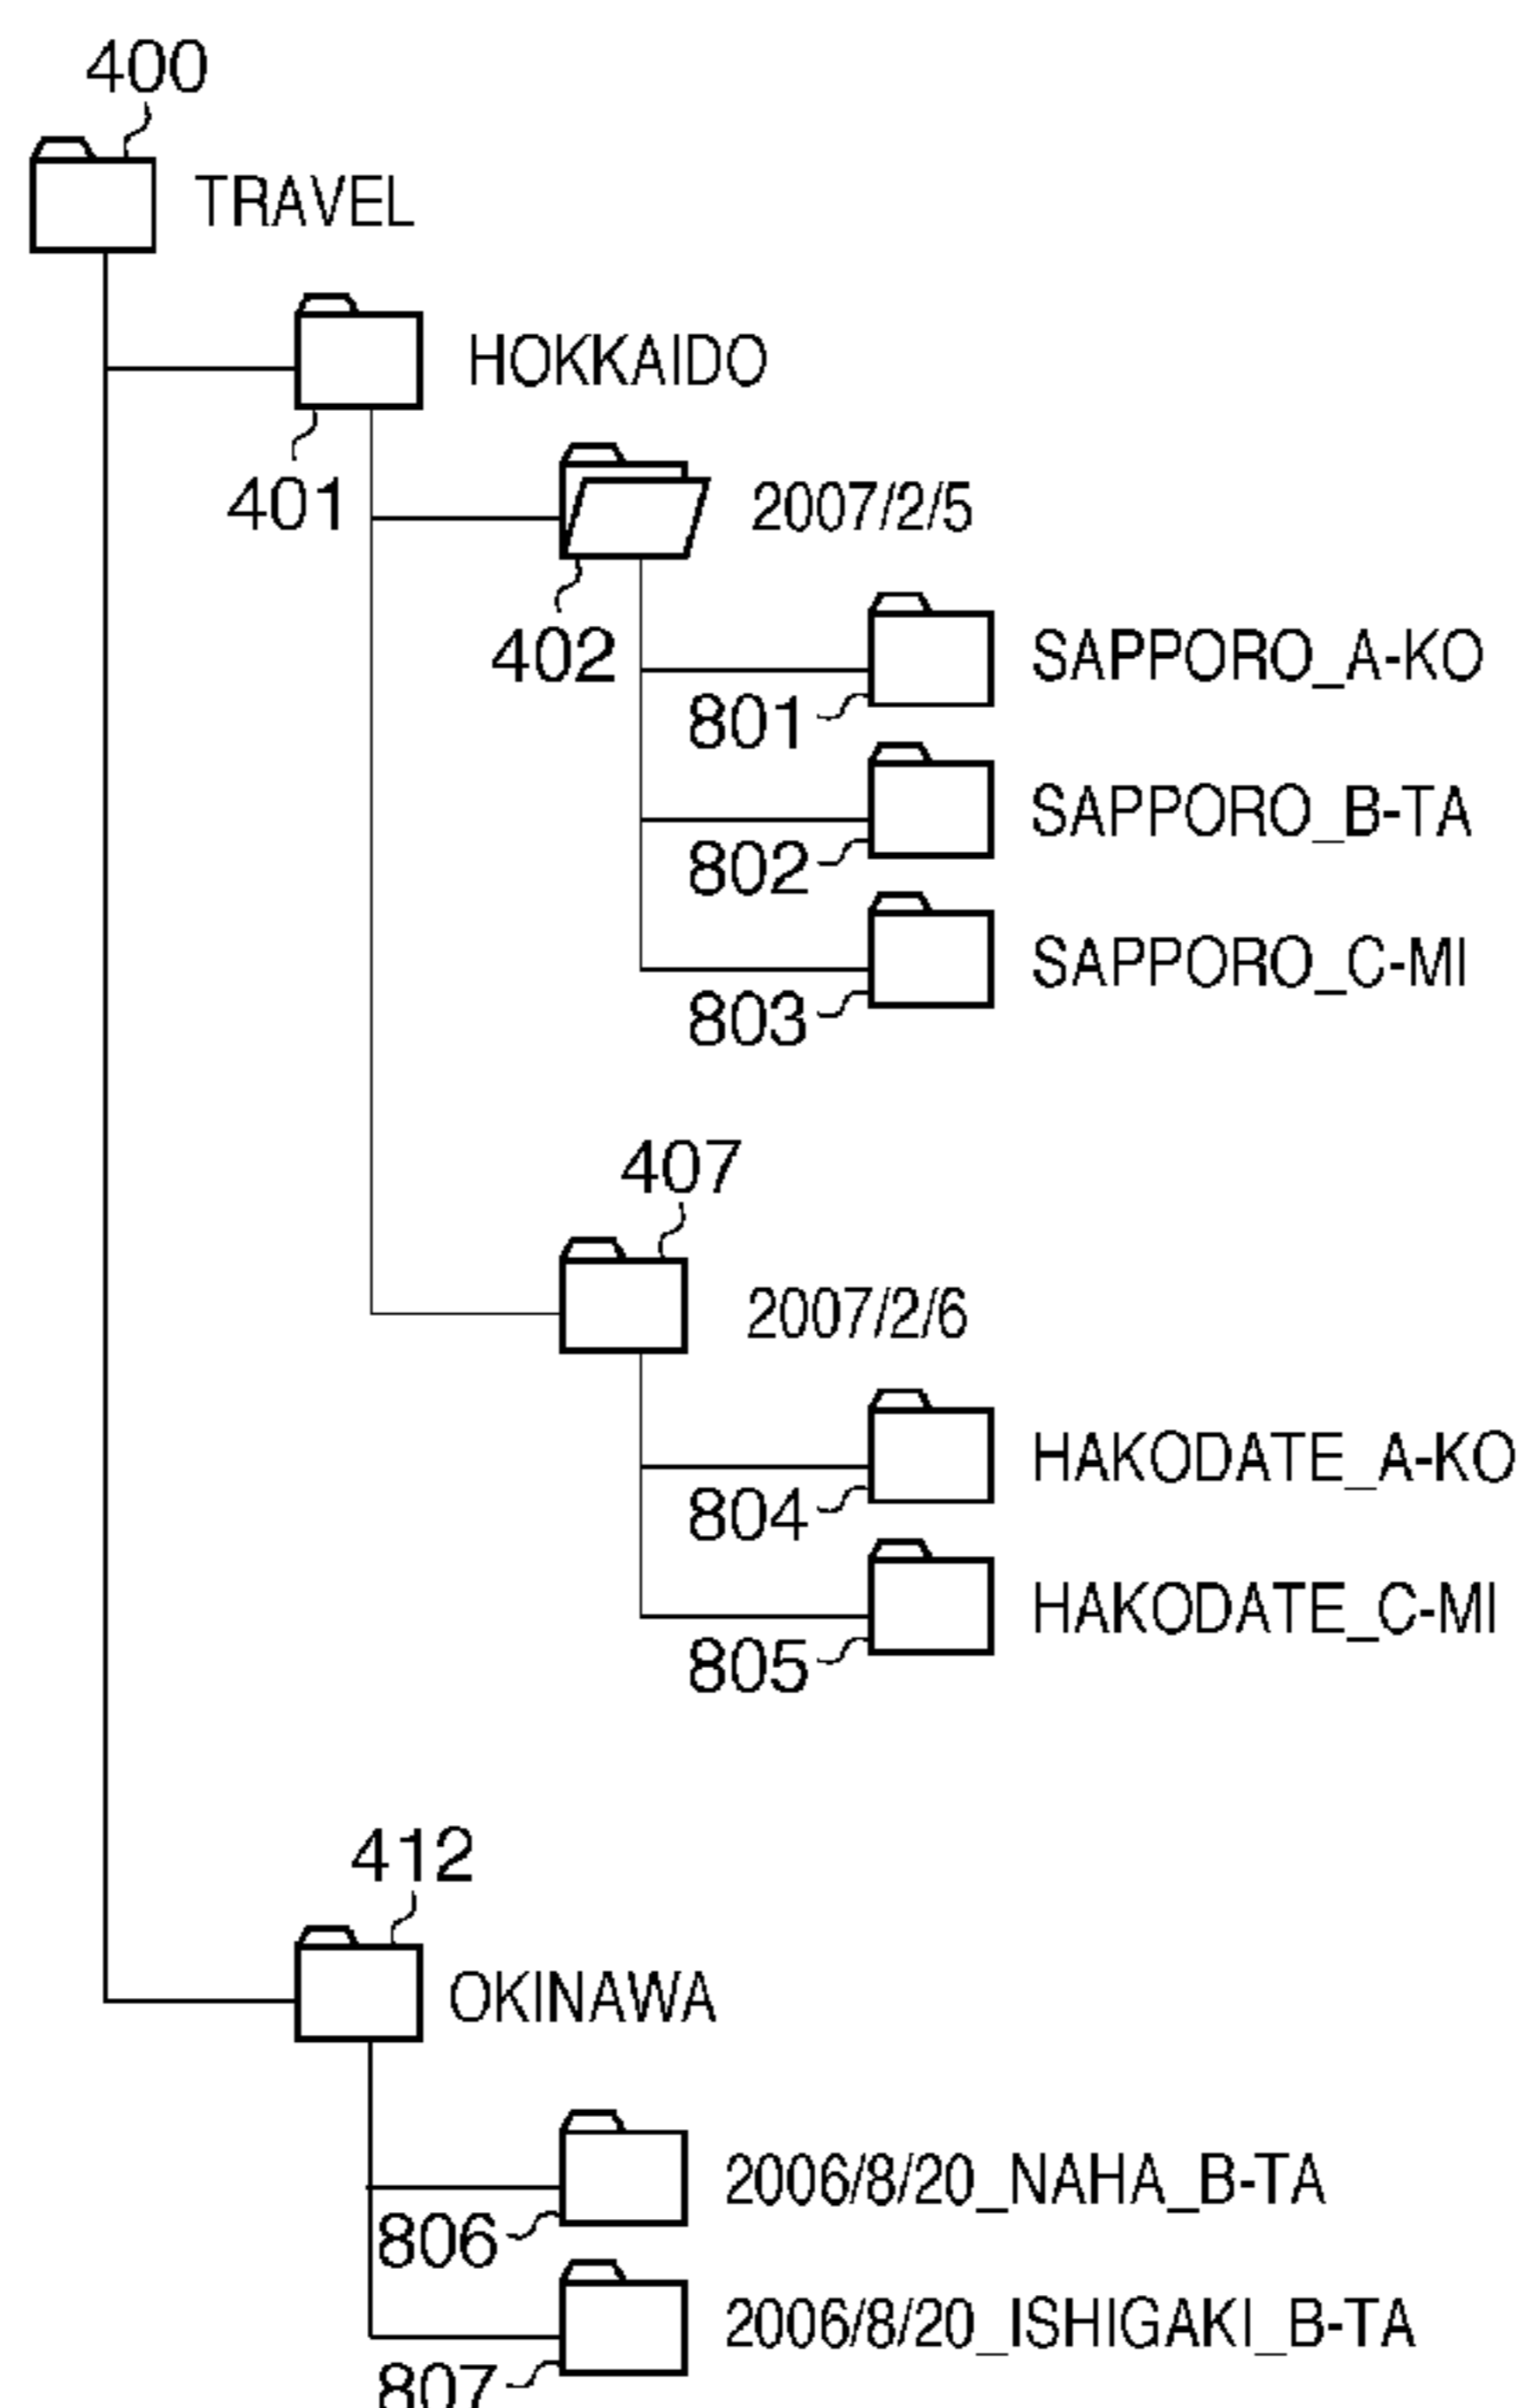 400
TRAVEL
HOKKAIDO
401
2007/2/5
402
SAPPORO_A-KO
801
SAPPORO_B-TA
802
SAPPORO_C-MI
803
407
2007/2/6
HAKODATE_A-KO
804
HAKODATE_C-MI
805
412
OKINAWA
2006/8/20_NAHA_B-TA
806
2006/8/20_ISHIGAKI_B-TA
807